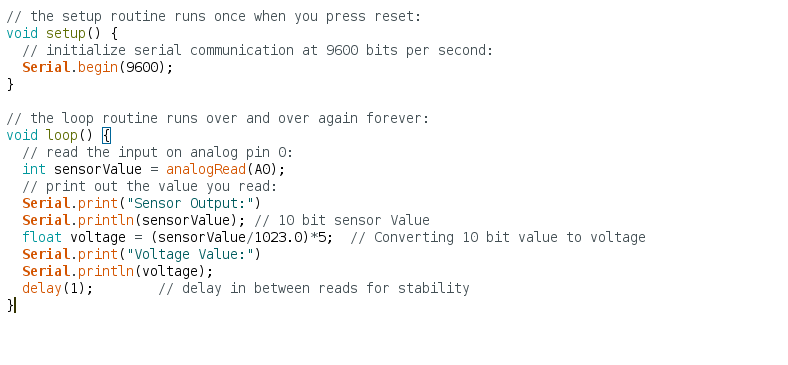 // the setup routine runs once when you press reset:
void setup() {
  // initialize serial communication at 9600 bits per second:
  Serial.begin(9600);
}

// the loop routine runs over and over again forever:
void loop() {
  // read the input on analog pin 0:
  int sensorValue = analogRead(A0);
  // print out the value you read:
  Serial.print("Sensor Output:")
  Serial.println(sensorValue); // 10 bit sensor Value
  float voltage = (sensorValue/1023.0)*5;  // Converting 10 bit value to voltage
  Serial.print("Voltage Value:")
  Serial.println(voltage);
  delay(1);        // delay in between reads for stability
}